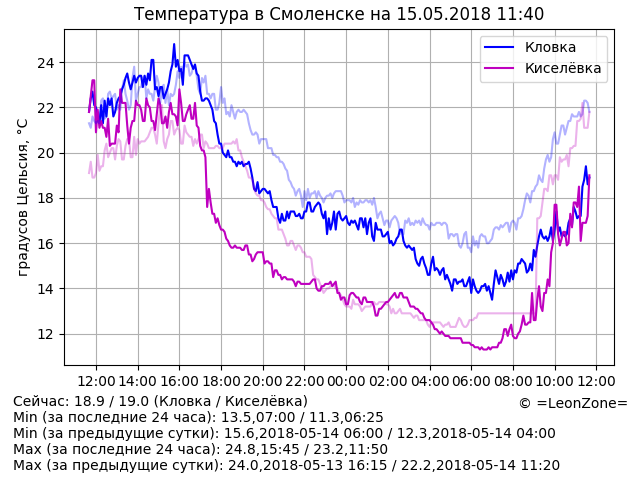 Температура в Смоленске на 15.05.2018 11:40
Кловка
Киселёвка
градусов Цельсия, °C
24
22
20
18
16
14
12
12:00 14:00 16:00 18:00 20:00 22:00 00:00 02:00 04:00 06:00 08:00 10:00 12:00
Сейчас: 18.9 / 19.0 (Кловка / Киселёвка)
© =LeonZone=
Min (за последние 24 часа): 13.5,07:00 / 11.3,06:25
Min (за предыдущие сутки): 15.6,2018-05-14 06:00 / 12.3,2018-05-14 04:00
Max (за последние 24 часа): 24.8,15:45 / 23.2,11:50
Max (за предыдущие сутки): 24.0,2018-05-13 16:15 / 22.2,2018-05-14 11:20